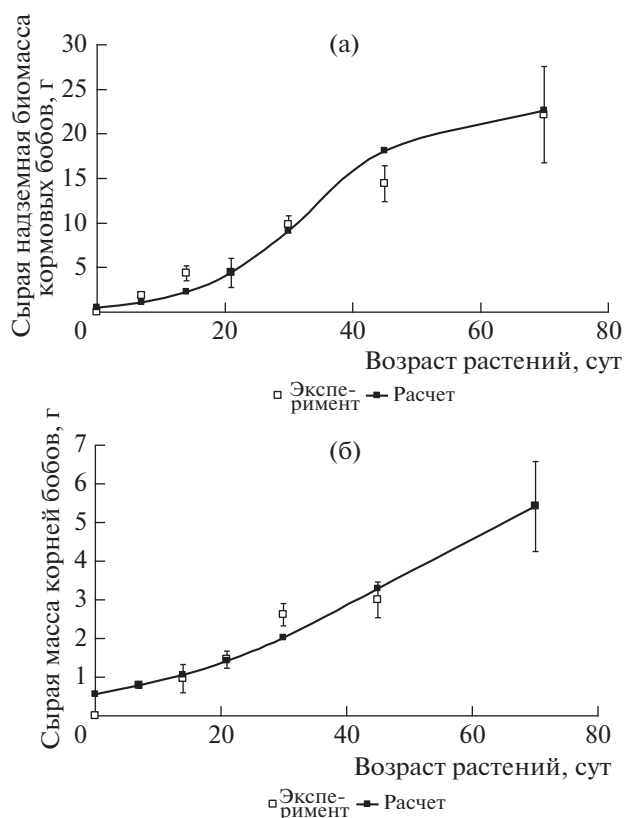 (а)
30
25
20
15
10
5
0
20
40
60
80
Сырая надземная биомасса
кормовых бобов, г
Возраст растений, сут
Экспе-
римент
Расчет
(б)
7
6
5
4
3
2
1
0
20
40
60
80
Сырая масса корней бобов, г
Возраст растений, сут
Экспе-
римент
Расчет